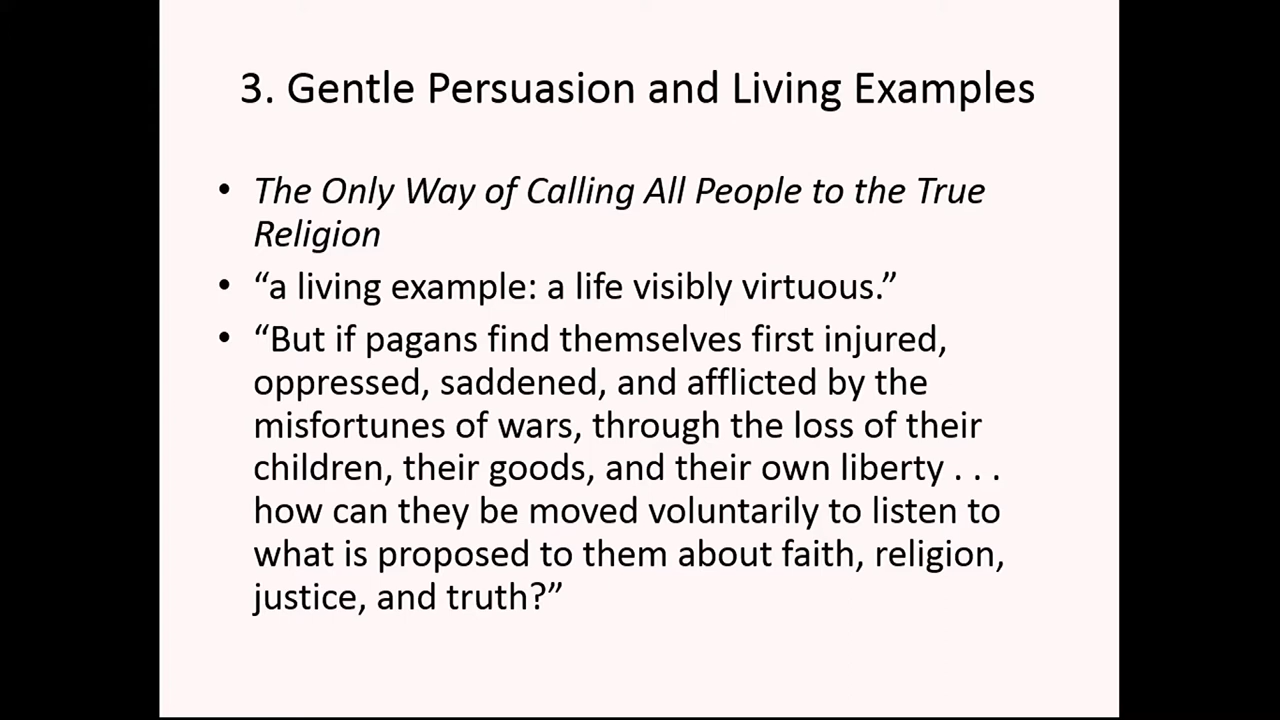 3. Gentle Persuasion and Living Examples
• The Only Way of Calling All People to the True
Religion
• “a living example: a life visibly virtuous.”
• “But if pagans find themselves first injured,
oppressed, saddened, and afflicted by the
misfortunes of wars, through the loss of their
children, their goods, and their own liberty . . .
how can they be moved voluntarily to listen to
what is proposed to them about faith, religion,
justice, and truth?”